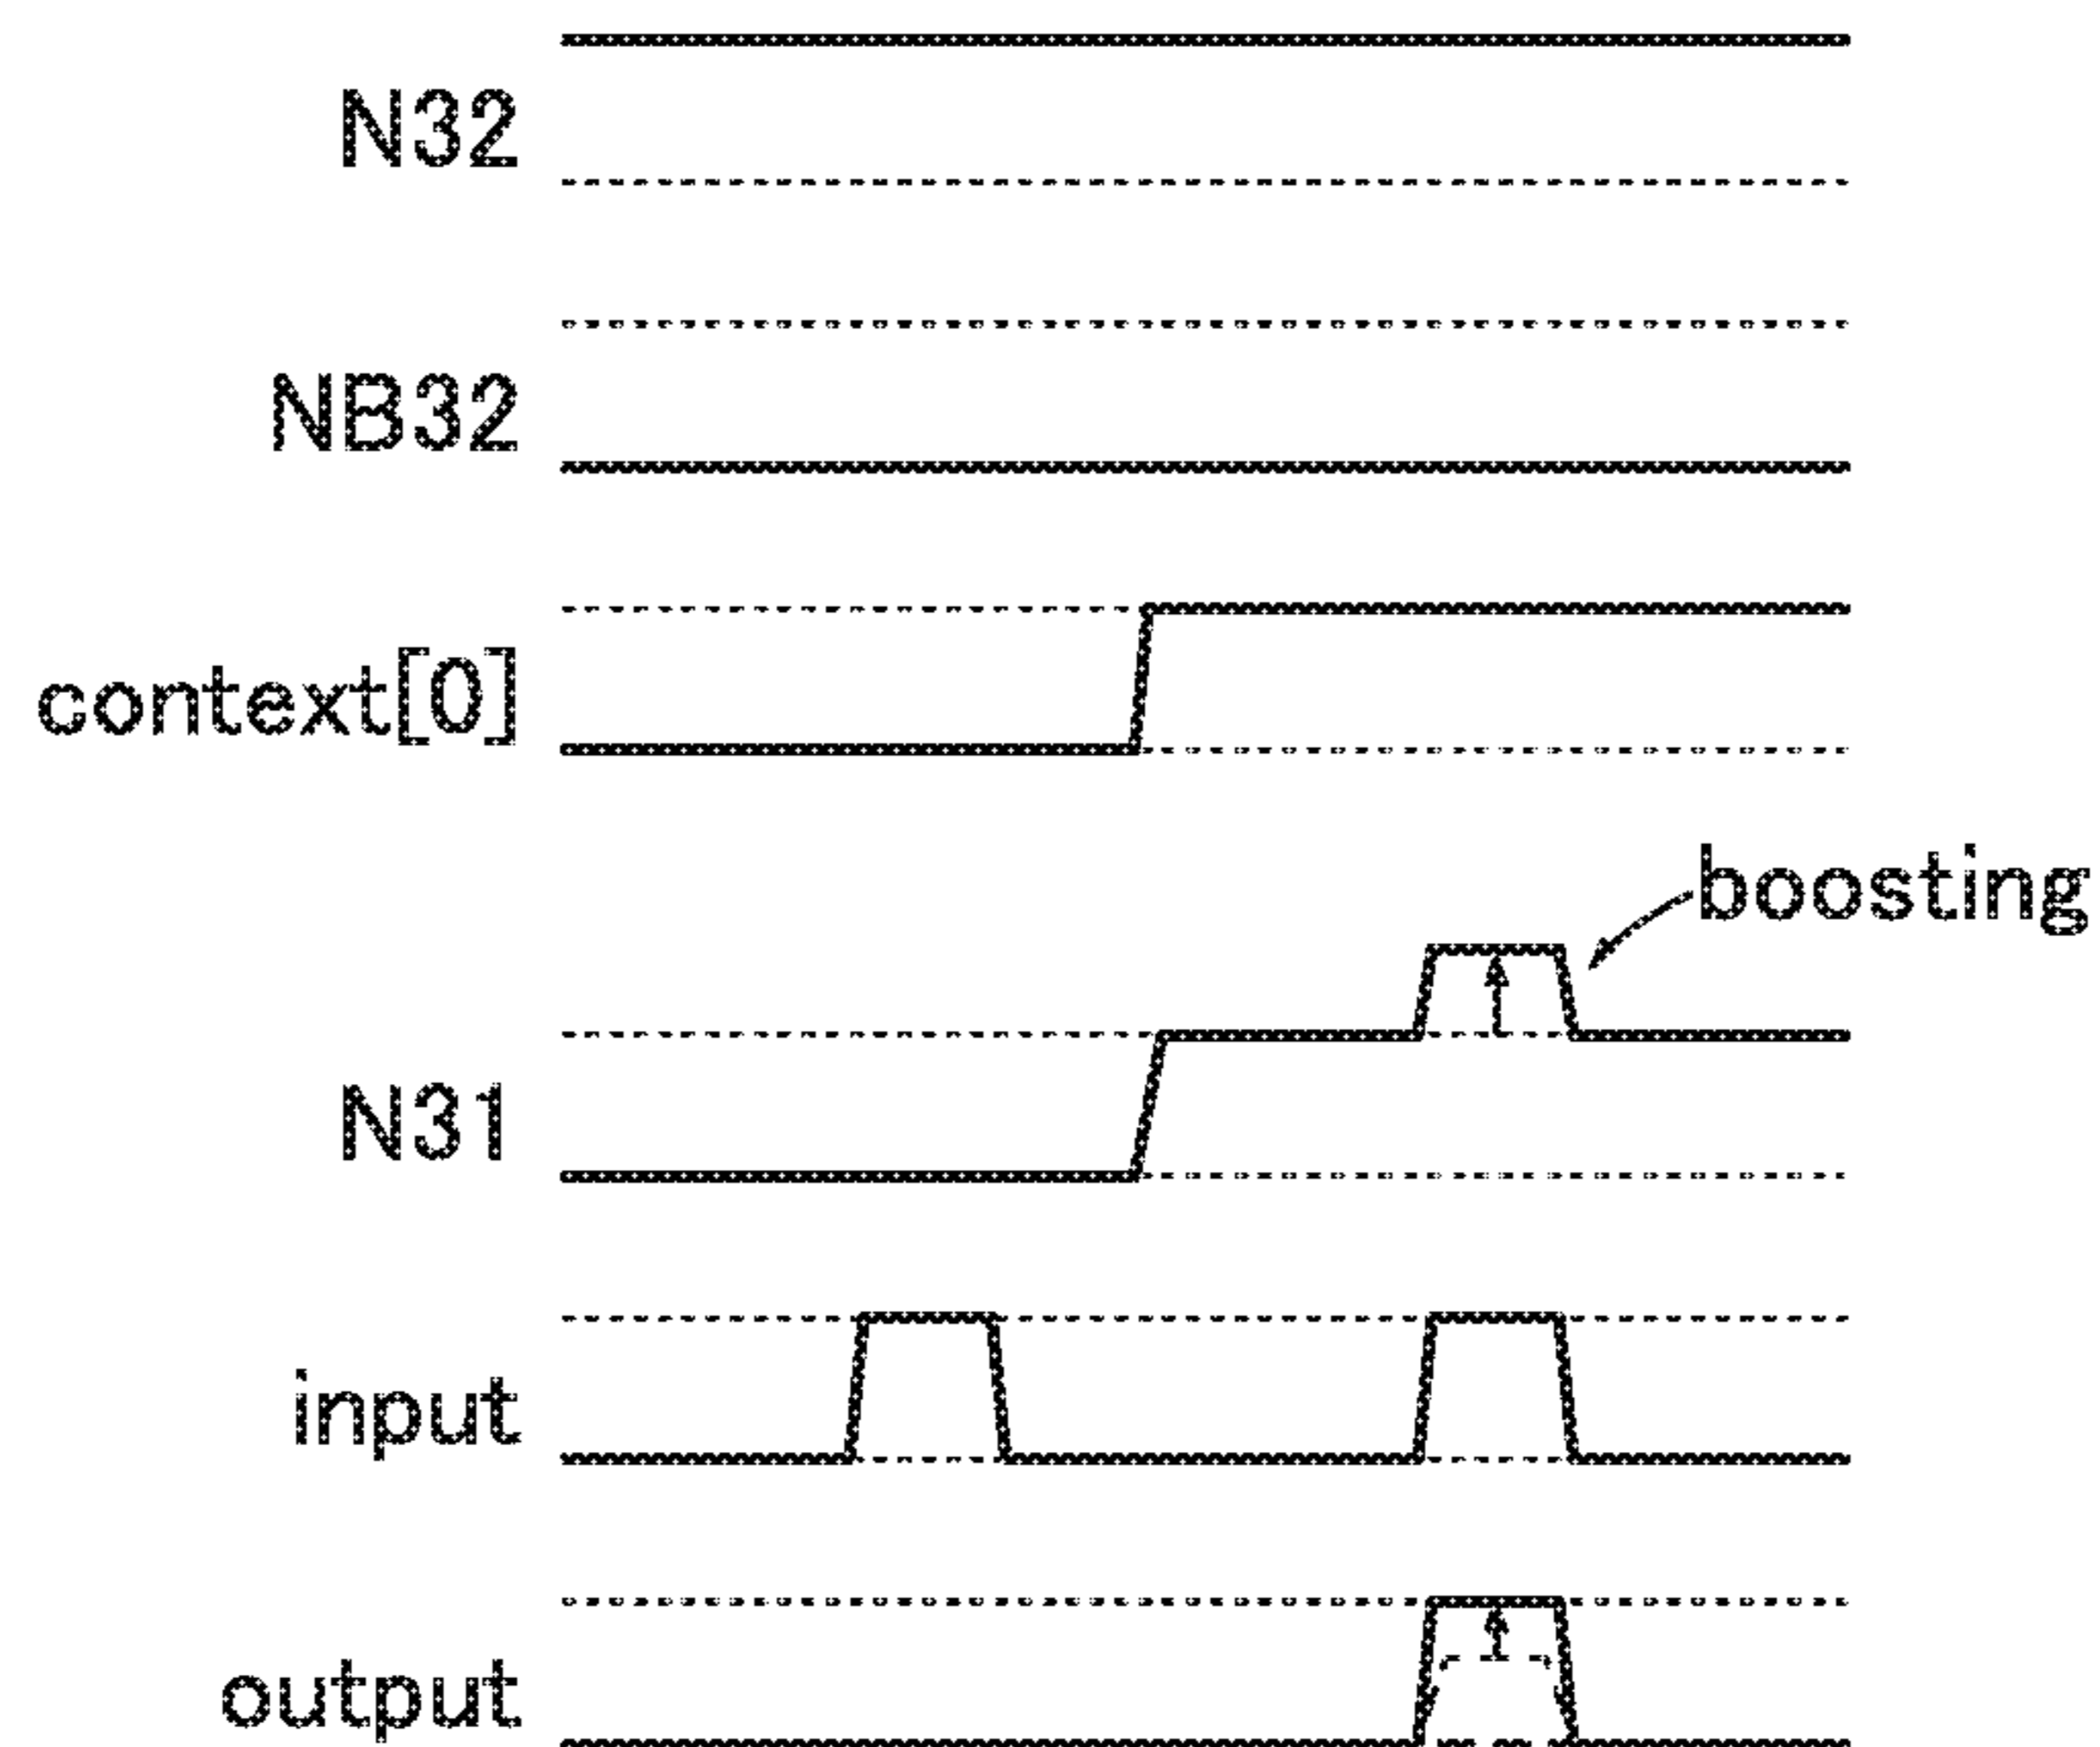 N32
NB32
context[0]
boosting
N31
input
output